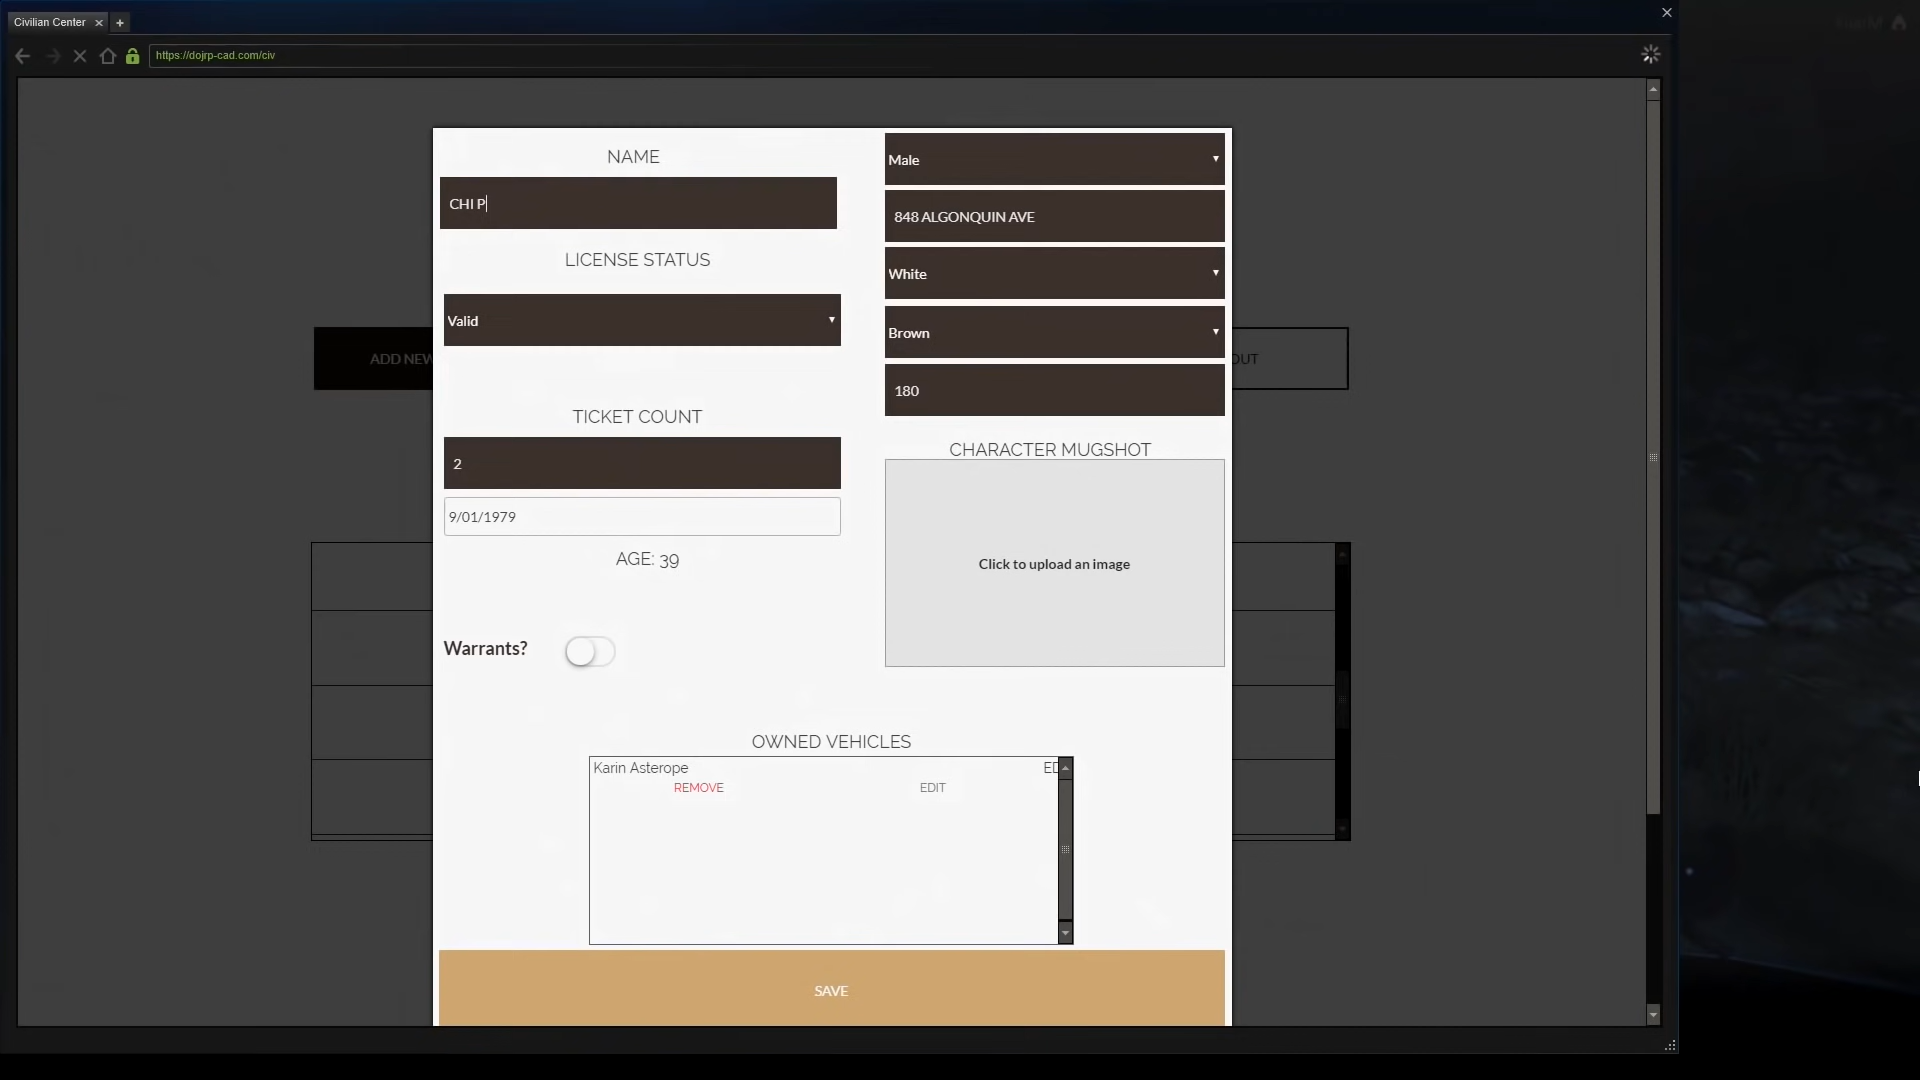 Civilian Center
https://dojrp-cad.com/civ
NAME
CHI P
LICENSE STATUS
Valid
TICKET COUNT
2
9/01/1979
AGE: 39
Warrants?
Male
848 ALGONQUIN AVE
White
Brown
180
CHARACTER MUGSHOT
Click to upload an image
ADD NEW
OUT
OWNED VEHICLES
Karin Asterope ED
REMOVE EDIT
SAVE